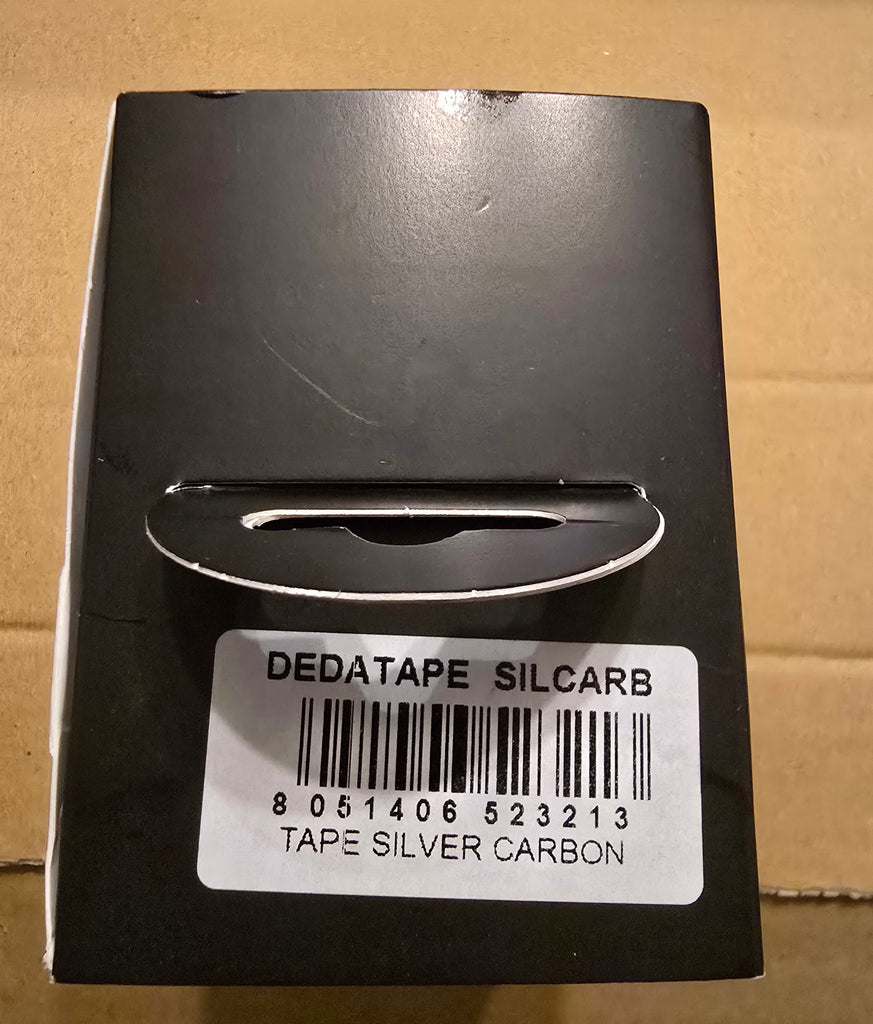 DEDATAPE SILCARB
8 051406 523213
TAPE SILVER CARBON